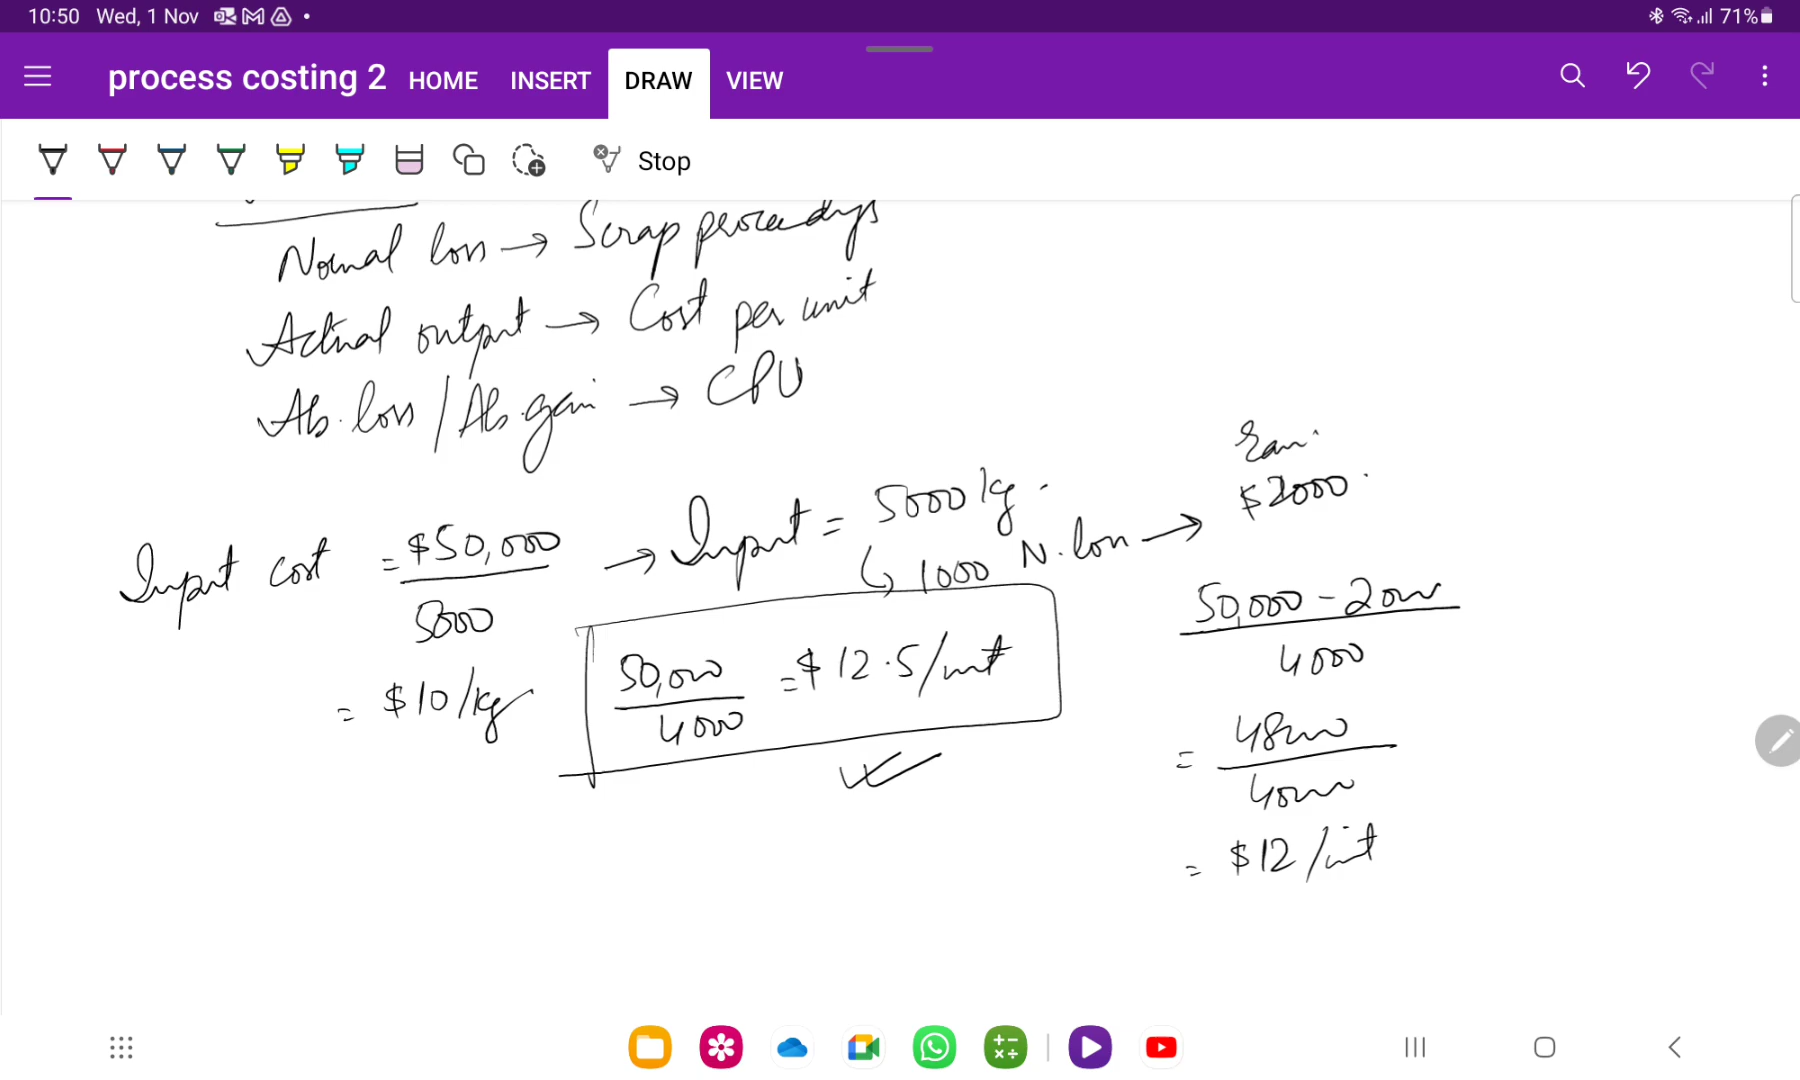 10:50 Wed, 1 Nov
71%
process costing 2 HOME INSERT DRAW VIEW
Stop
Normal loss → Scrap
Actual output → Cost per unit
Ab. loss / Ab. gain → CPU
Earn.
$2000.
Input cost = $50,000 → Input = 5000 kg.
5000
↳ 1000 N. loss →
= $10/kg
50,000 = $12.5/unit
4000
50,000 - 2000
4000
= 48000
4000
= $12/unit